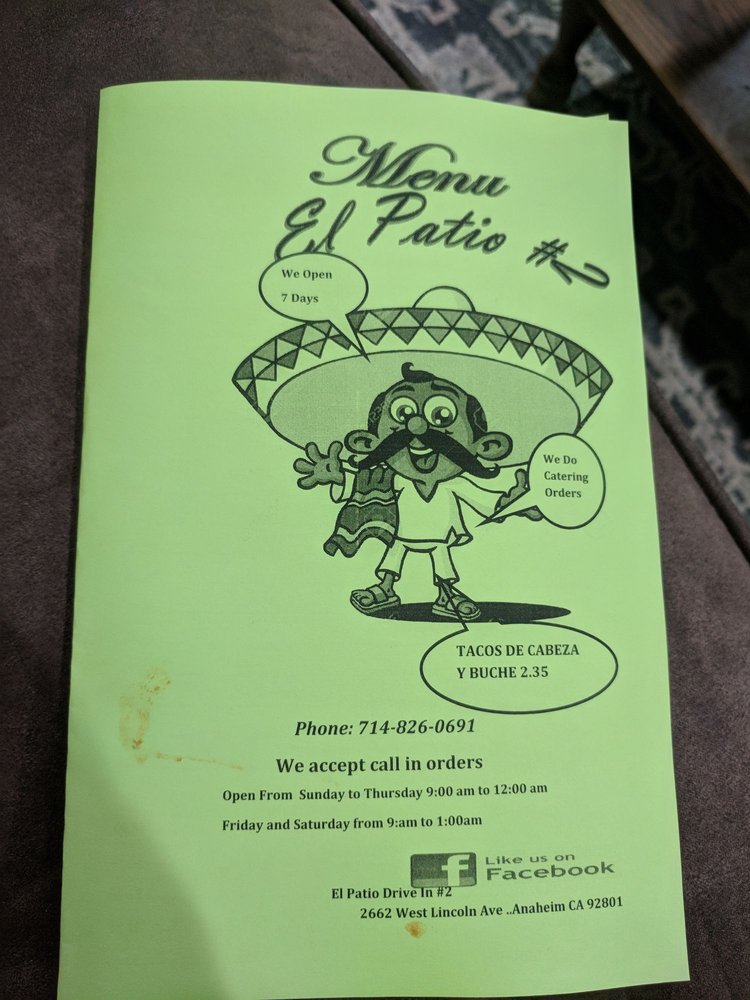 Menu
El Patio #2
We Open
7 Days
We Do
Catering
Orders
TACOS DE CABEZA
Y BUCHE 2.35
Phone: 714-826-0691
We accept call in orders
Open From Sunday to Thursday 9:00 am to 12:00 am
Friday and Saturday from 9:am to 1:00am
f
Like us on
Facebook
El Patio Drive In #2
2662 West Lincoln Ave ..Anaheim CA 92801